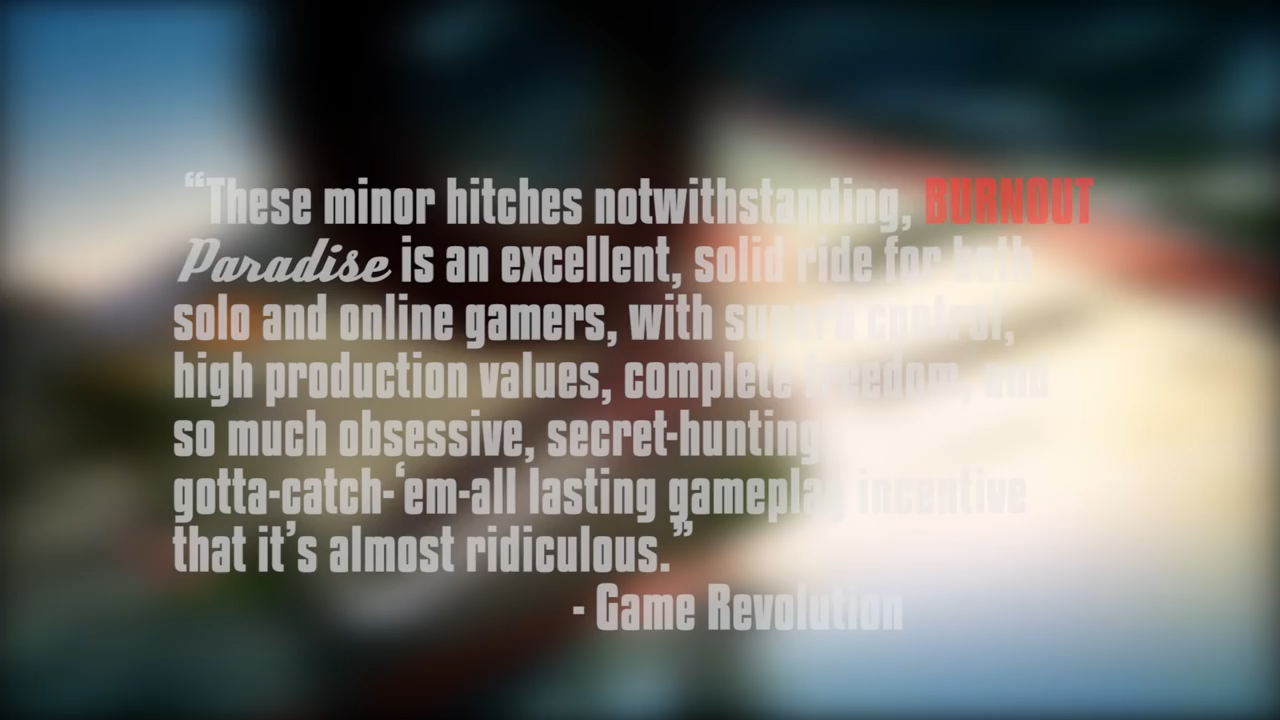 “These minor hitches notwithstanding, BURNOUT
Paradise is an excellent, solid ride for both
solo and online gamers, with superb control,
high production values, complete freedom, and
so much obsessive, secret-hunting
gotta-catch-‘em-all lasting gameplay incentive
that it’s almost ridiculous.”
- Game Revolution